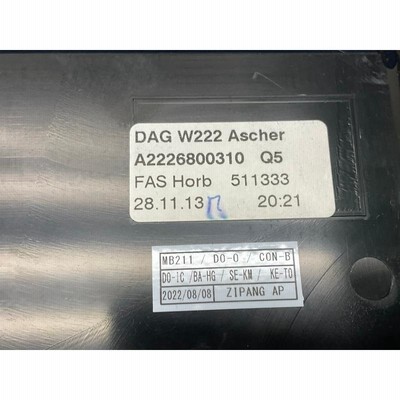 DAG W222 Ascher
A2226800310 Q5
FAS Horb 511333
28.11.13 20:21
MB211 / DO-O / CON-B
DO-IC /BA-HG / SE-KM / KE-TO
2022/08/08 ZIPANG AP